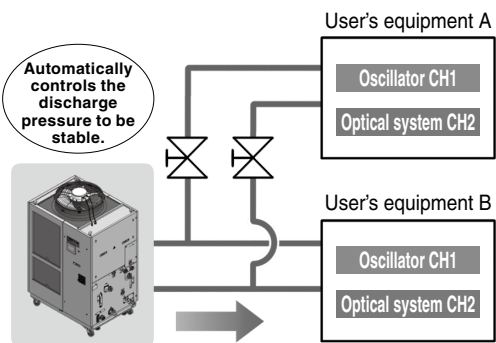 User's equipment A
Automatically
controls the
discharge
pressure to be
stable.
Oscillator CH1
Optical system CH2
User's equipment B
Oscillator CH1
Optical system CH2